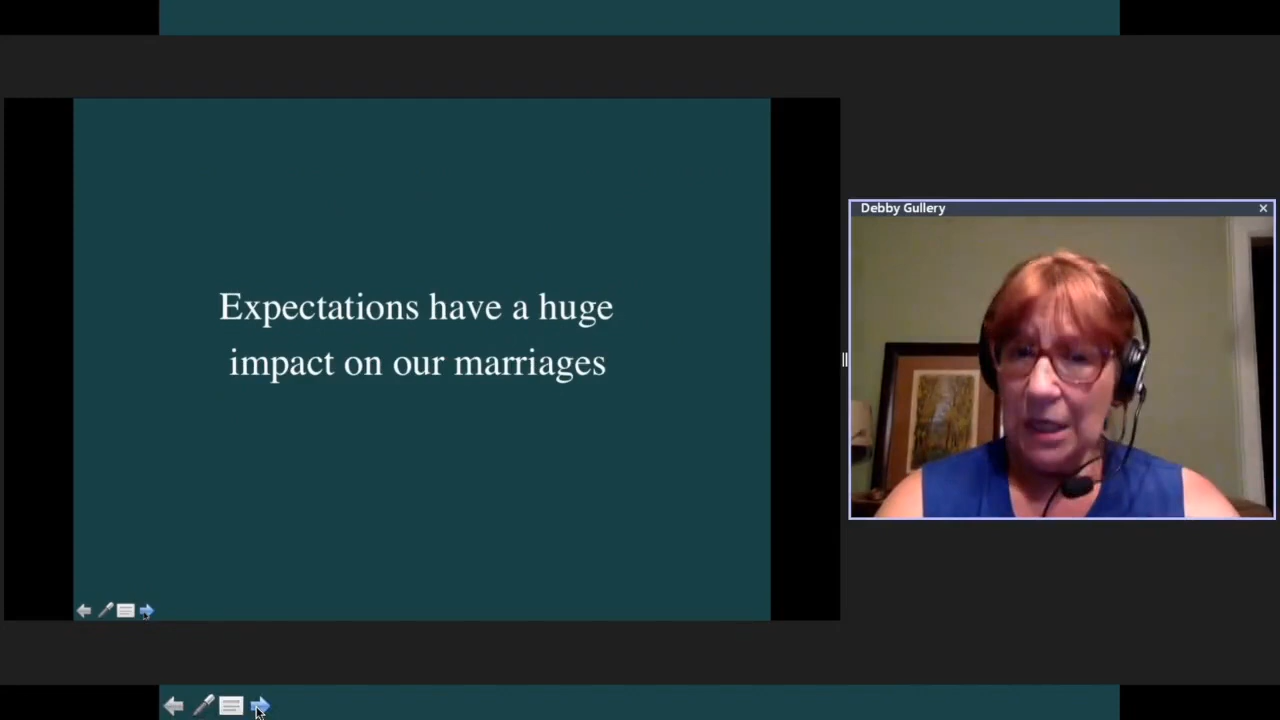 Expectations have a huge
impact on our marriages
Debby Gullery